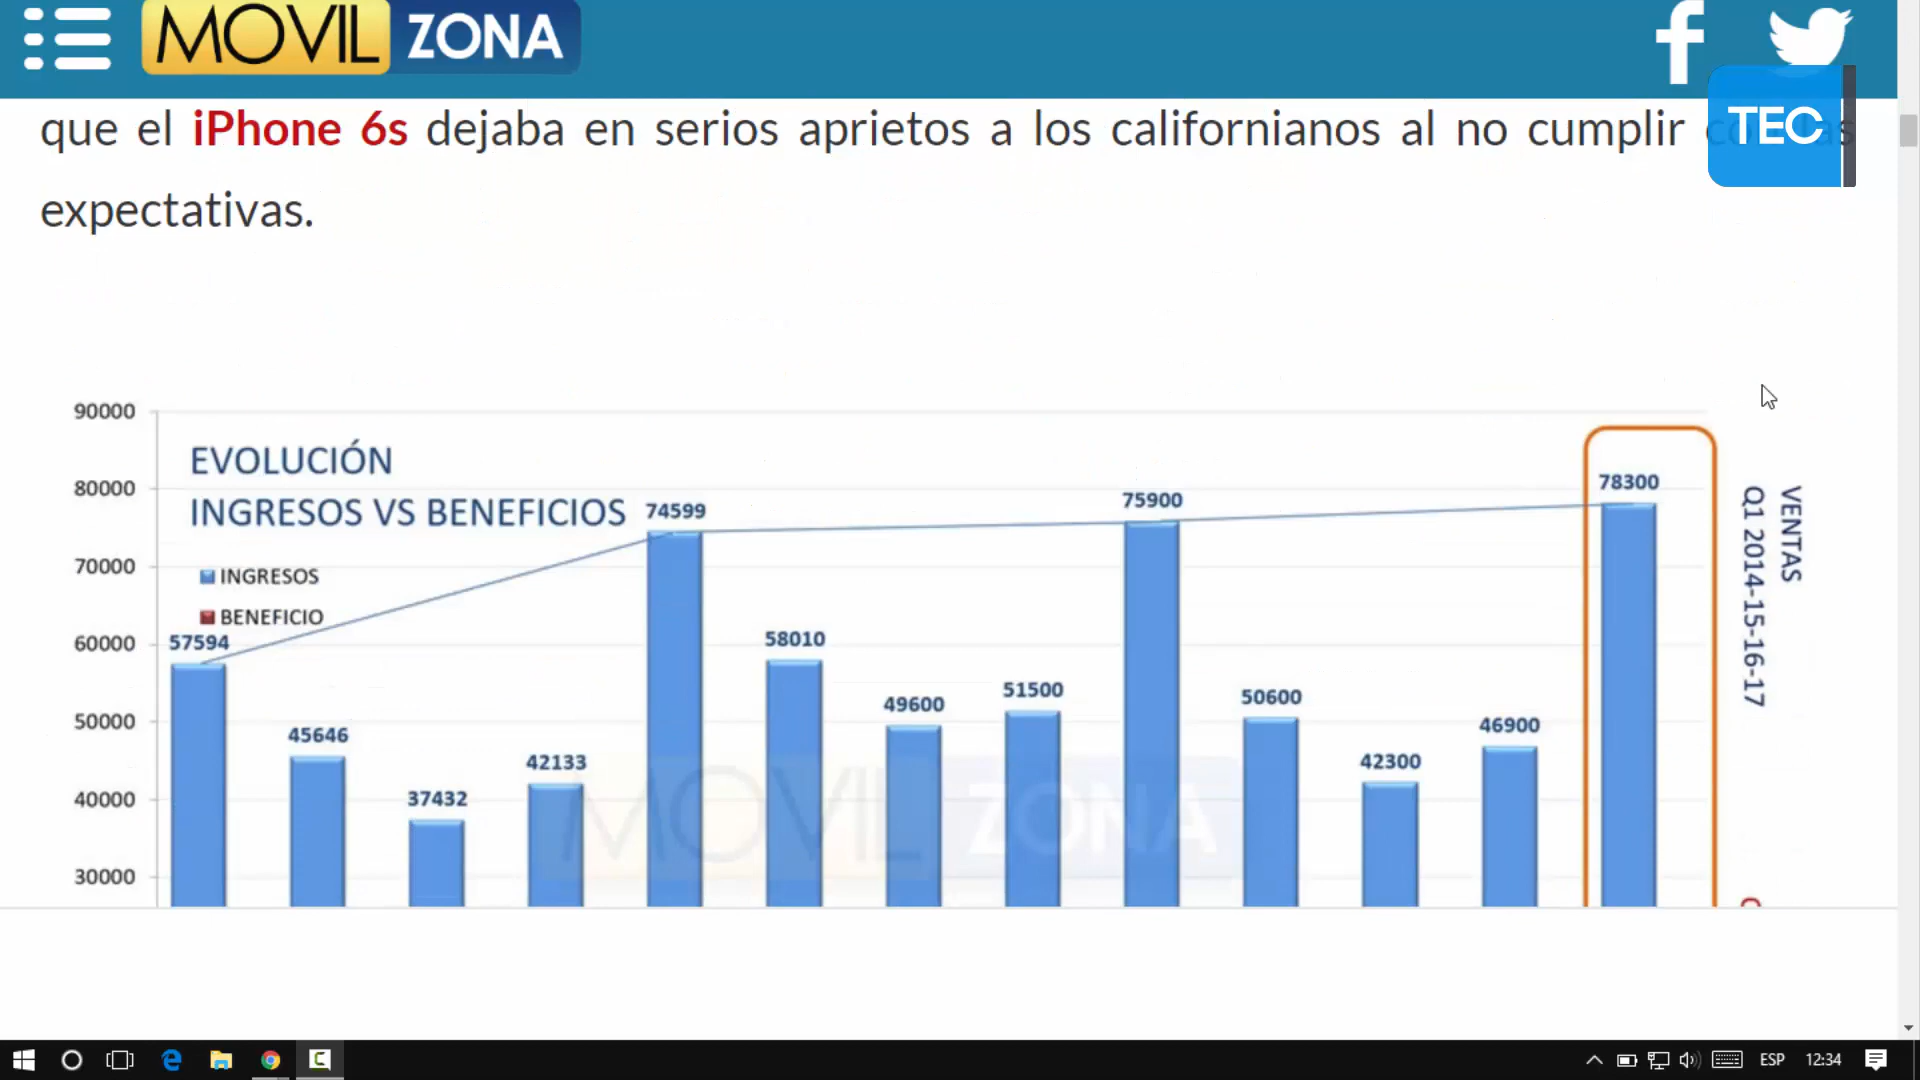 MOVIL ZONA
TEC
que el iPhone 6s dejaba en serios aprietos a los californianos al no cumplir
expectativas.
90000
80000
70000
60000
50000
40000
30000
EVOLUCIÓN
INGRESOS VS BENEFICIOS
INGRESOS
BENEFICIO
57594
45646
37432
42133
74599
58010
49600
51500
75900
50600
42300
46900
78300
VENTAS
Q1 2014-15-16-17
MOVIL ZONA
ESP
12:34